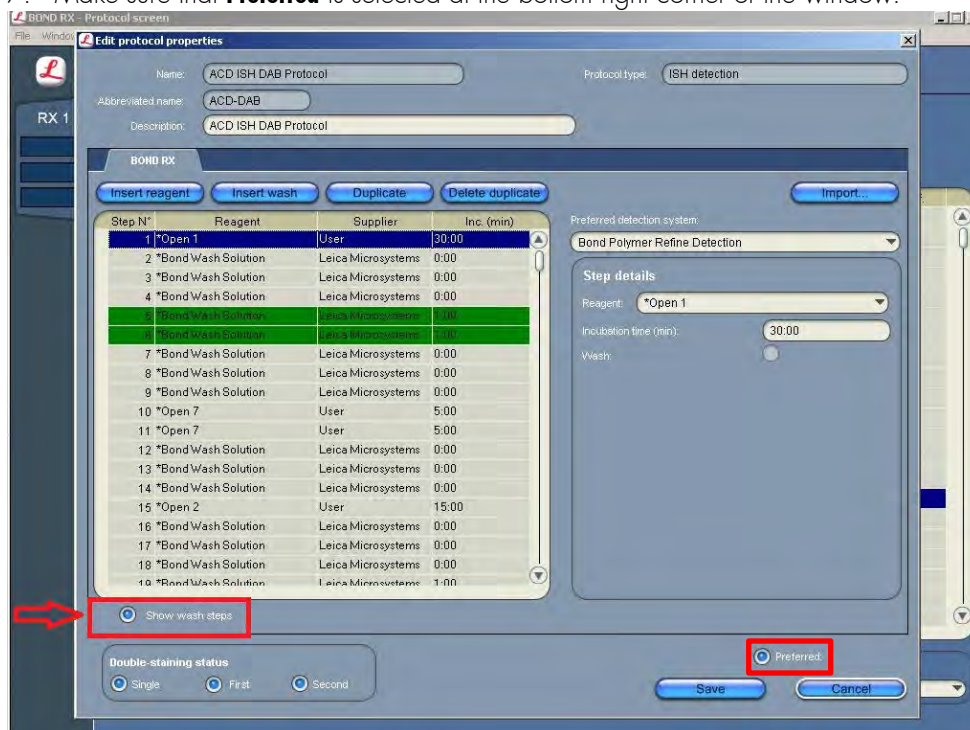 7. Make sure that Preferred is selected at the bottom right corner of the window.
BOND RX - Protocol screen
File Window
Edit protocol properties
Name: ACD ISH DAB Protocol Protocol type: ISH detection
Abbreviated name: ACD-DAB
RX 1
Description: ACD ISH DAB Protocol
BOND RX
Insert reagent Insert wash Duplicate Delete duplicate Import...
Step N° Reagent Supplier Inc. (min) Preferred detection system:
1 *Open 1 User 30:00 Bond Polymer Refine Detection
2 *Bond Wash Solution Leica Microsystems 0:00
3 *Bond Wash Solution Leica Microsystems 0:00 Step details
4 *Bond Wash Solution Leica Microsystems 0:00 Reagent: *Open 1
5 *Bond Wash Solution Leica Microsystems 1:00 Incubation time (min): 30:00
6 *Bond Wash Solution Leica Microsystems 1:00
7 *Bond Wash Solution Leica Microsystems 0:00 Wash:
8 *Bond Wash Solution Leica Microsystems 0:00
9 *Bond Wash Solution Leica Microsystems 0:00
10 *Open 7 User 5:00
11 *Open 7 User 5:00
12 *Bond Wash Solution Leica Microsystems 0:00
13 *Bond Wash Solution Leica Microsystems 0:00
14 *Bond Wash Solution Leica Microsystems 0:00
15 *Open 2 User 15:00
16 *Bond Wash Solution Leica Microsystems 0:00
17 *Bond Wash Solution Leica Microsystems 0:00
18 *Bond Wash Solution Leica Microsystems 0:00
19 *Bond Wash Solution Leica Microsystems 1:00
Show wash steps
Double-staining status Preferred:
Single First Second Save Cancel